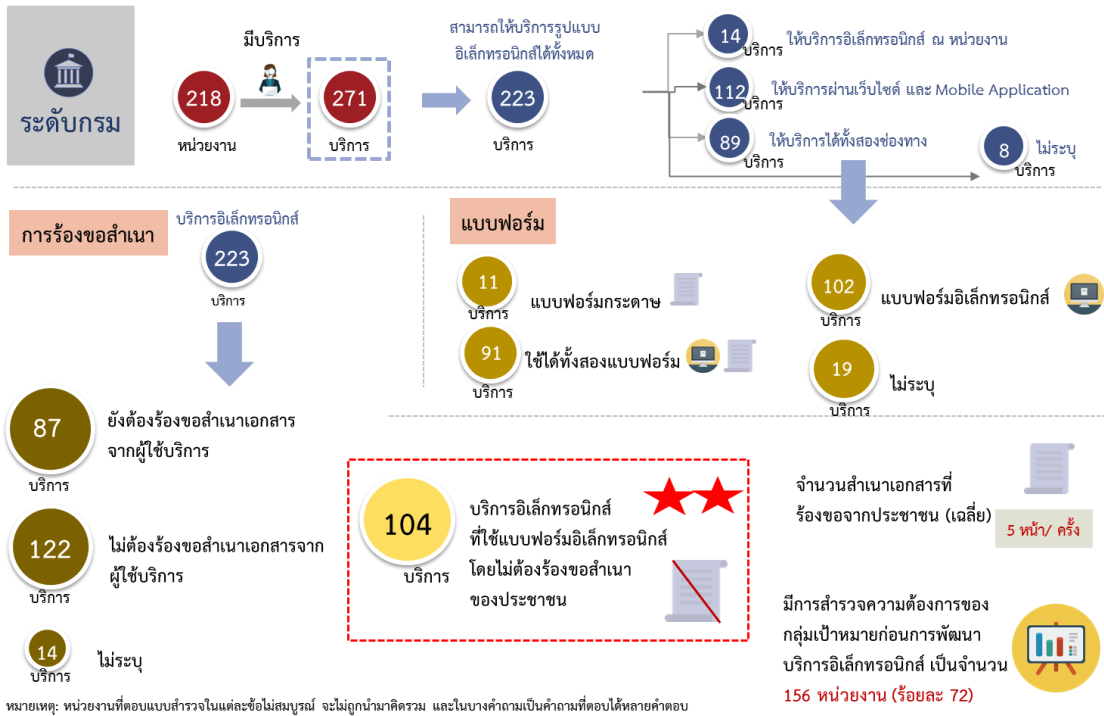 ระดับกรม
218
หน่วยงาน
มีบริการ
271
บริการ
สามารถให้บริการรูปแบบ
อิเล็กทรอนิกส์ได้ทั้งหมด
223
บริการ
14
บริการ
ให้บริการอิเล็กทรอนิกส์ ณ หน่วยงาน
112
บริการ
ให้บริการผ่านเว็บไซต์ และ Mobile Application
89
บริการ
ให้บริการได้ทั้งสองช่องทาง
8
บริการ
ไม่ระบุ
การร้องขอสำเนา
บริการอิเล็กทรอนิกส์
223
บริการ
87
บริการ
ยังต้องร้องขอสำเนาเอกสาร
จากผู้ใช้บริการ
122
บริการ
ไม่ต้องร้องขอสำเนาเอกสารจาก
ผู้ใช้บริการ
14
บริการ
ไม่ระบุ
แบบฟอร์ม
11
บริการ
แบบฟอร์มกระดาษ
91
บริการ
ใช้ได้ทั้งสองแบบฟอร์ม
102
บริการ
แบบฟอร์มอิเล็กทรอนิกส์
19
บริการ
ไม่ระบุ
104
บริการ
บริการอิเล็กทรอนิกส์
ที่ใช้แบบฟอร์มอิเล็กทรอนิกส์
โดยไม่ต้องร้องขอสำเนา
ของประชาชน
จำนวนสำเนาเอกสารที่
ร้องขอจากประชาชน (เฉลี่ย)
5 หน้า/ ครั้ง
มีการสำรวจความต้องการของ
กลุ่มเป้าหมายก่อนการพัฒนา
บริการอิเล็กทรอนิกส์ เป็นจำนวน
156 หน่วยงาน (ร้อยละ 72)
หมายเหตุ: หน่วยงานที่ตอบแบบสำรวจในแต่ละข้อไม่สมบูรณ์ จะไม่ถูกนำมาคิดรวม และในบางคำถามเป็นคำถามที่ตอบได้หลายคำตอบ